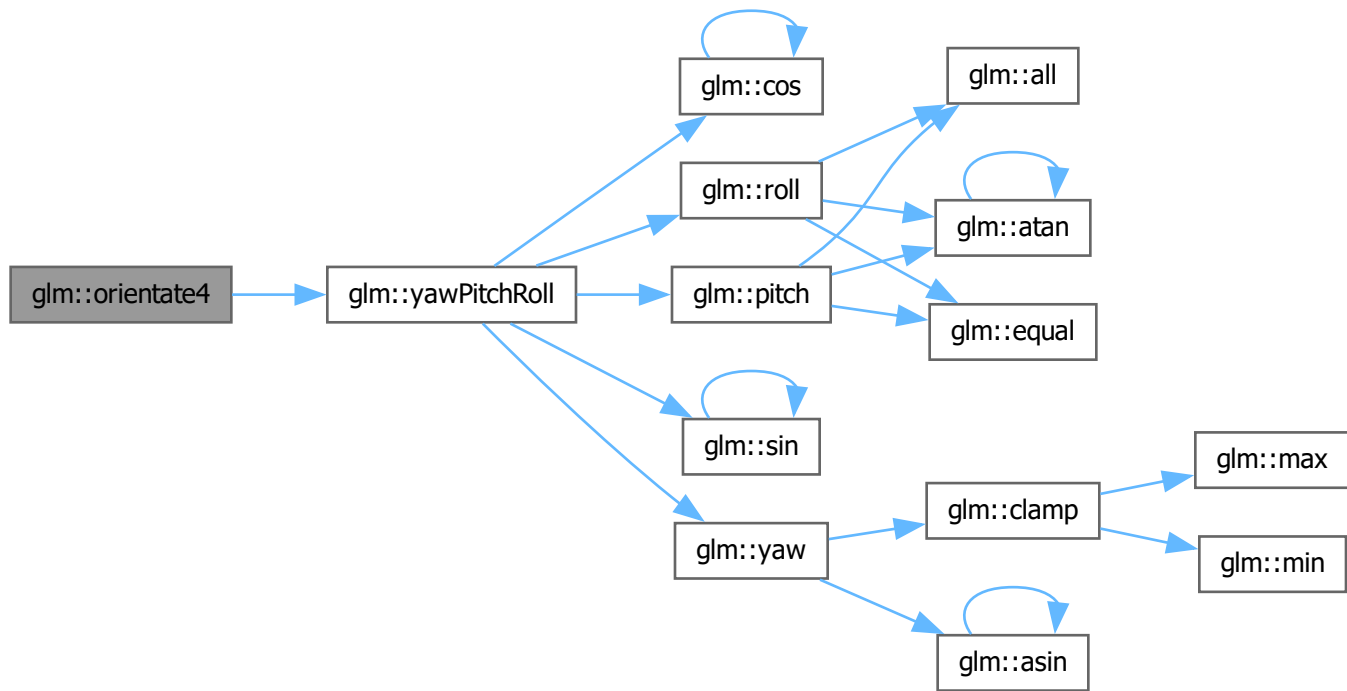 glm::orientate4
glm::yawPitchRoll
glm::cos
glm::roll
glm::pitch
glm::sin
glm::yaw
glm::all
glm::atan
glm::equal
glm::clamp
glm::asin
glm::max
glm::min